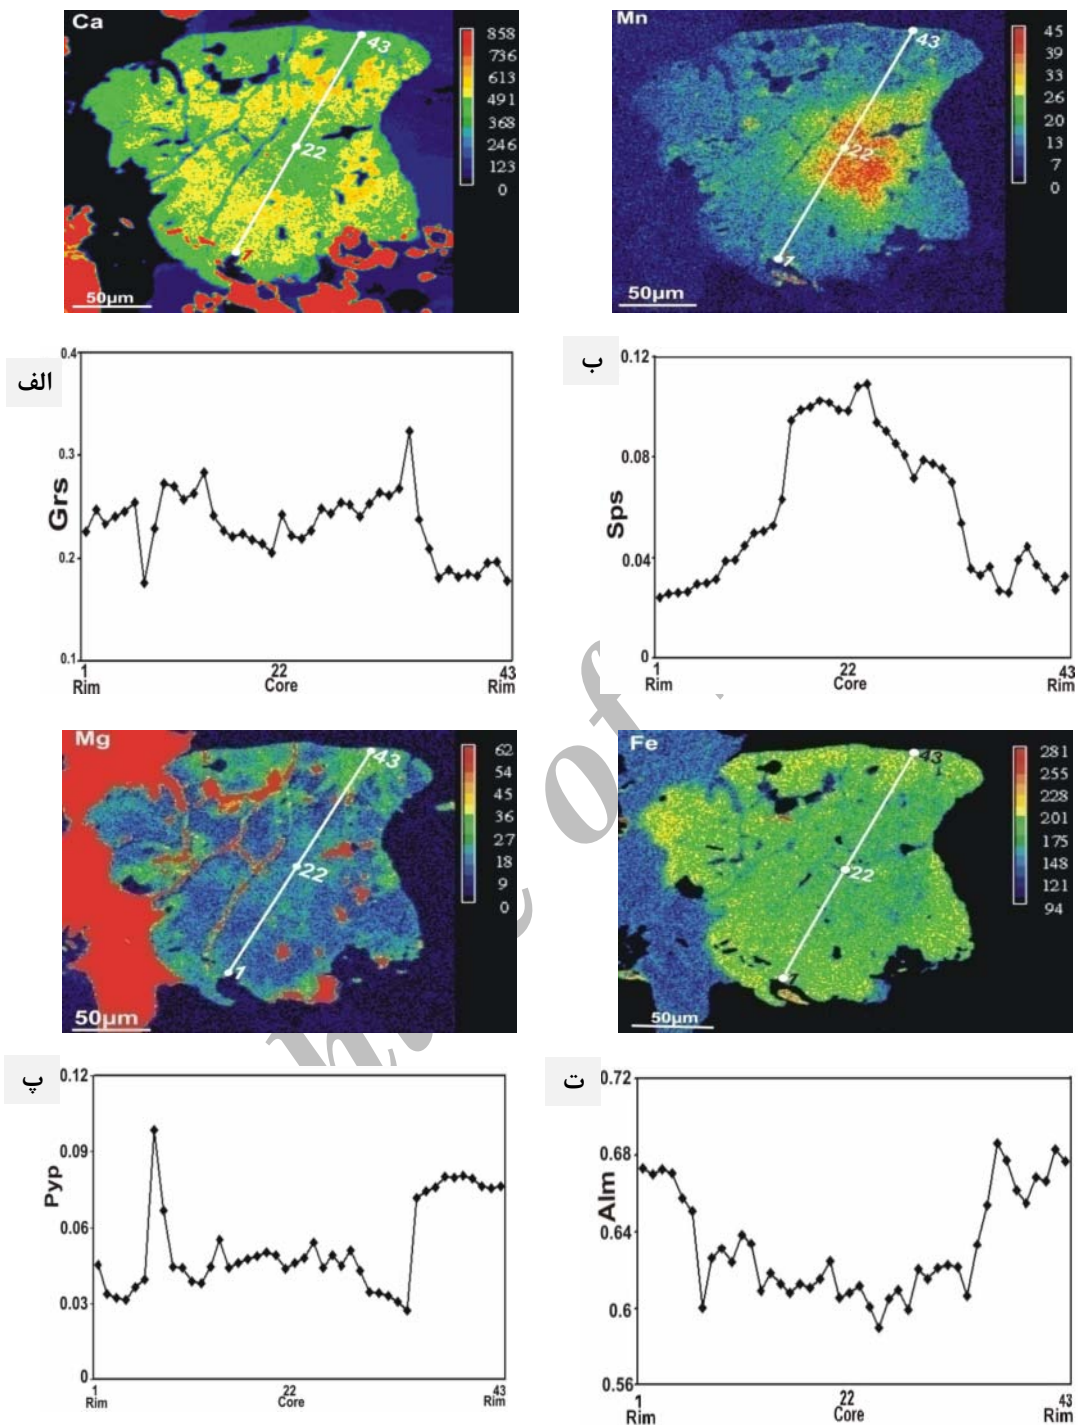 Ca
43
22
1
50µm
858
736
613
491
368
246
123
0
Mn
43
22
1
50µm
45
39
33
26
20
13
7
0
الف
Grs
0.4
0.3
0.2
0.1
1 22 43
Rim Core Rim
ب
Sps
0.12
0.08
0.04
0
1 22 43
Rim Core Rim
of
Mg
43
22
1
50µm
62
54
45
36
27
18
9
0
Fe
43
22
1
50µm
281
255
228
201
175
148
121
94
پ
Pyp
0.12
0.09
0.06
0.03
0
1 22 43
Rim Core Rim
ت
Alm
0.72
0.68
0.64
0.6
0.56
1 22 43
Rim Core Rim